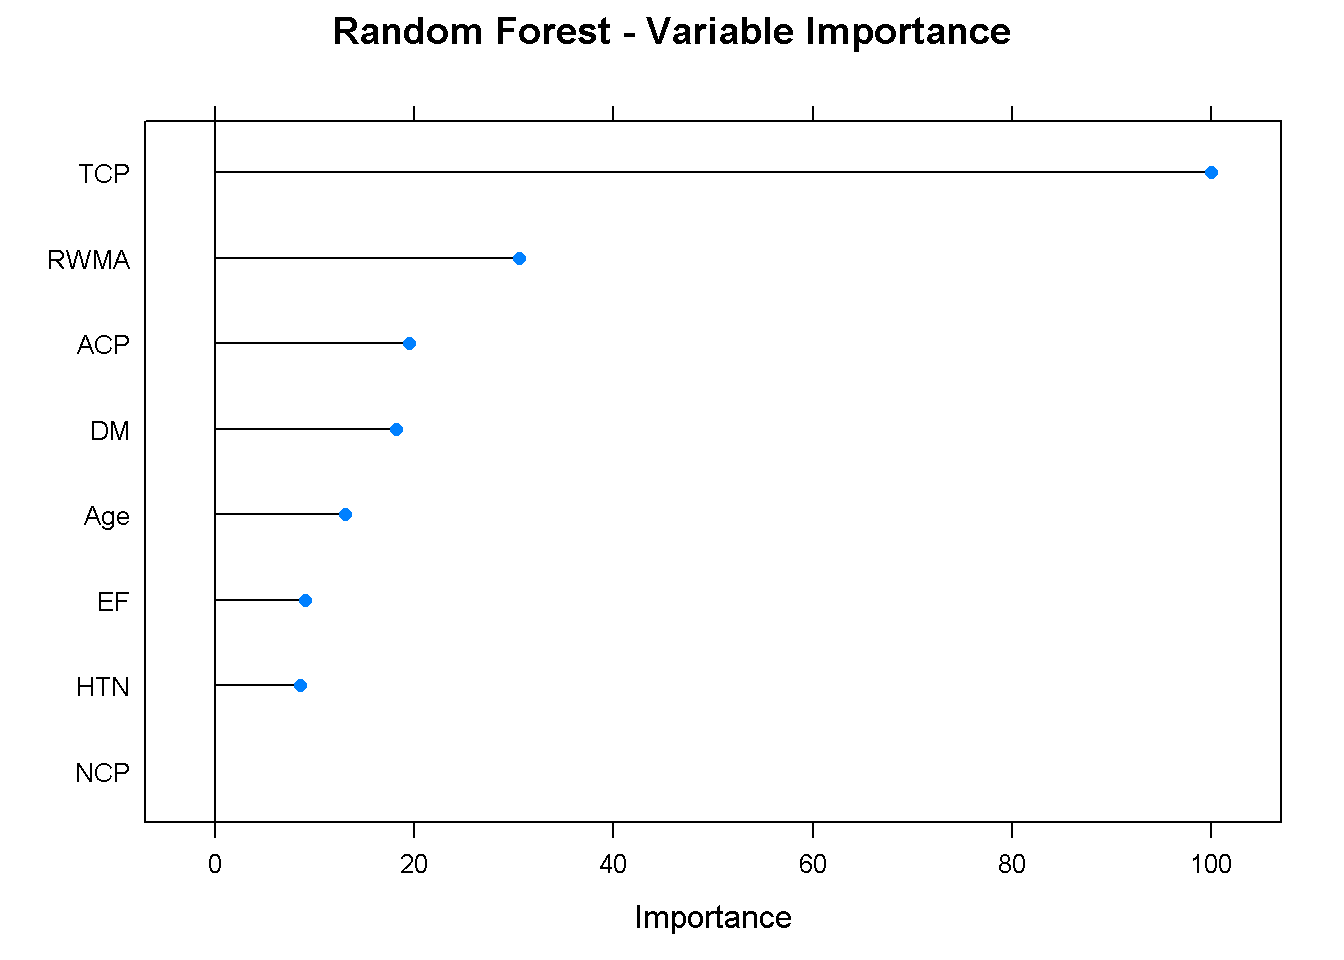 Random Forest - Variable Importance
TCP
RWMA
ACP
DM
Age
EF
HTN
NCP
0 20 40 60 80 100
Importance